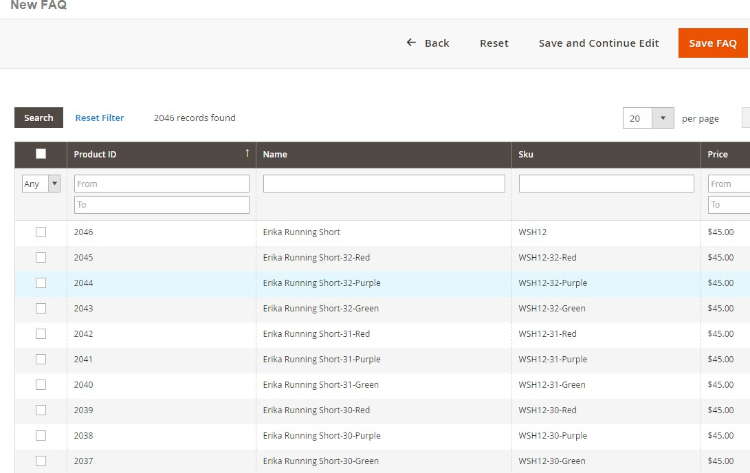 New FAQ
← Back Reset Save and Continue Edit Save FAQ
Search Reset Filter 2046 records found 20 per page
Product ID ↑ Name Sku Price
Any From From
To To
2046 Erika Running Short WSH12 $45.00
2045 Erika Running Short-32-Red WSH12-32-Red $45.00
2044 Erika Running Short-32-Purple WSH12-32-Purple $45.00
2043 Erika Running Short-32-Green WSH12-32-Green $45.00
2042 Erika Running Short-31-Red WSH12-31-Red $45.00
2041 Erika Running Short-31-Purple WSH12-31-Purple $45.00
2040 Erika Running Short-31-Green WSH12-31-Green $45.00
2039 Erika Running Short-30-Red WSH12-30-Red $45.00
2038 Erika Running Short-30-Purple WSH12-30-Purple $45.00
2037 Erika Running Short-30-Green WSH12-30-Green $45.00